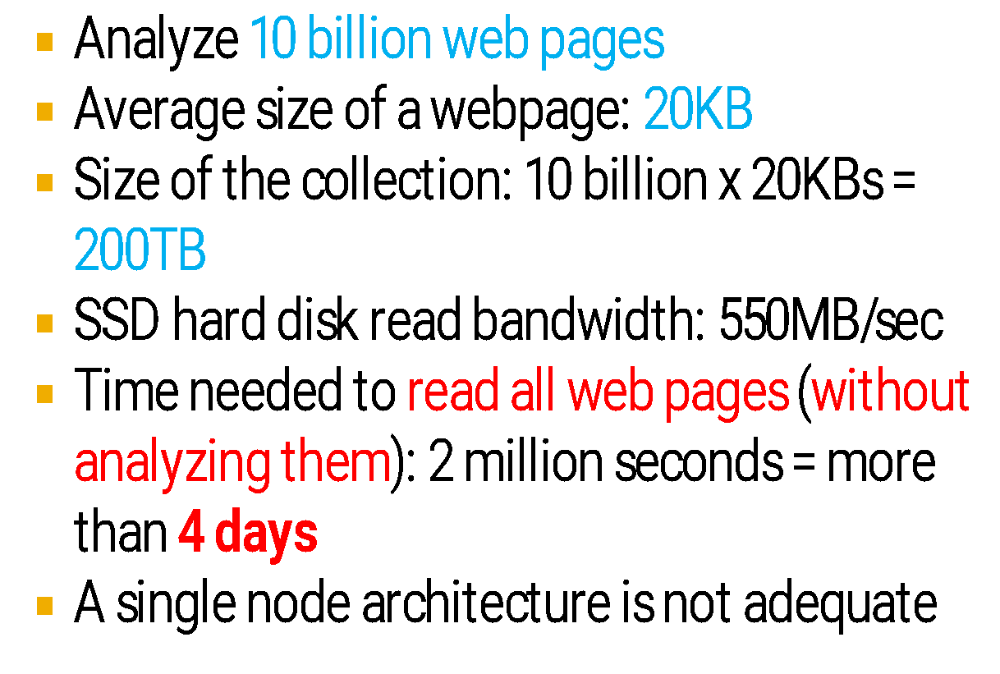 ▪ Analyze 10 billion web pages
▪ Average size of a webpage: 20KB
▪ Size of the collection: 10 billion x 20KBs =
200TB
▪ SSD hard disk read bandwidth: 550MB/sec
▪ Time needed to read all web pages (without
analyzing them): 2 million seconds = more
than 4 days
▪ A single node architecture is not adequate